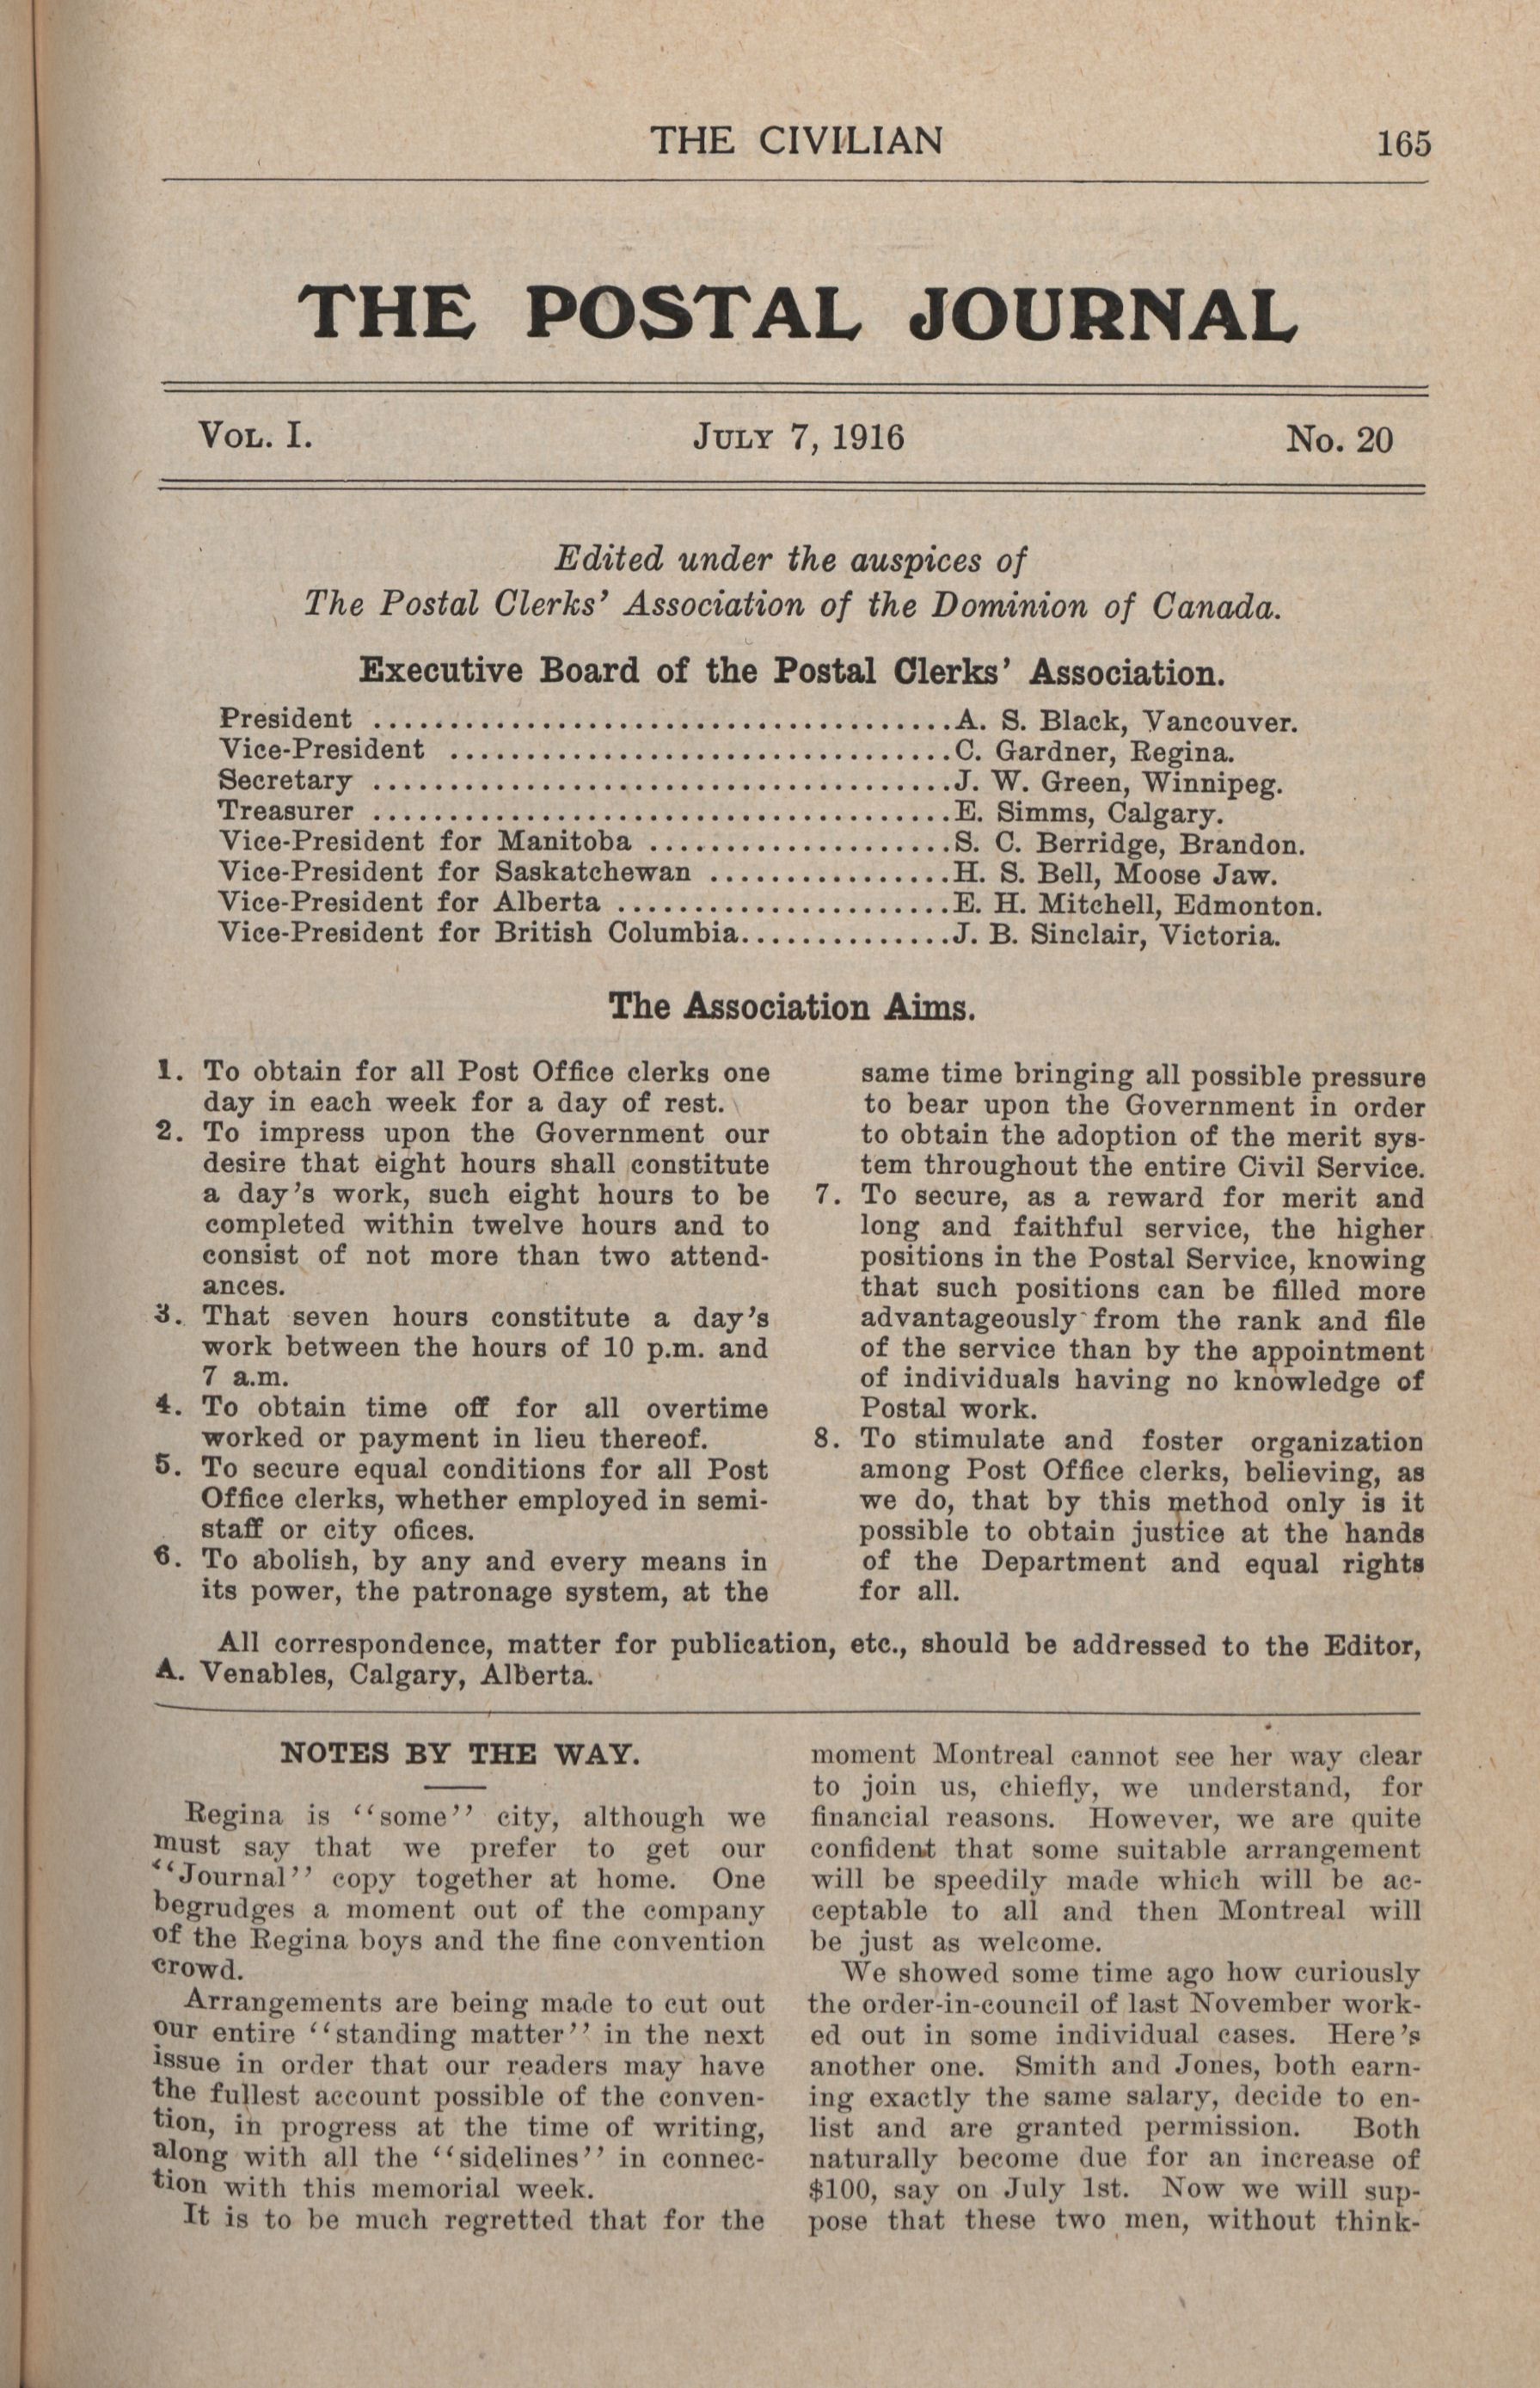 THE CIVILIAN
165
THE POSTAL JOURNAL
VOL. I.
JULY 7, 1916
No. 20
Edited under the auspices of
The Postal Clerks' Association of the Dominion of Canada.
Executive Board of the Postal Clerks' Association.
President ......................................A. S. Black, Vancouver.
Vice-President .................................C. Gardner, Regina.
Secretary ......................................J. W. Green, Winnipeg.
Treasurer ......................................E. Simms, Calgary.
Vice-President for Manitoba ....................S. C. Berridge, Brandon.
Vice-President for Saskatchewan ................H. S. Bell, Moose Jaw.
Vice-President for Alberta ......................E. H. Mitchell, Edmonton.
Vice-President for British Columbia..............J. B. Sinclair, Victoria.
The Association Aims.
1. To obtain for all Post Office clerks one
day in each week for a day of rest.
2. To impress upon the Government our
desire that eight hours shall constitute
a day's work, such eight hours to be
completed within twelve hours and to
consist of not more than two attend-
ances.
3. That seven hours constitute a day's
work between the hours of 10 p.m. and
7 a.m.
4. To obtain time off for all overtime
worked or payment in lieu thereof.
5. To secure equal conditions for all Post
Office clerks, whether employed in semi-
staff or city ofices.
6. To abolish, by any and every means in
its power, the patronage system, at the
same time bringing all possible pressure
to bear upon the Government in order
to obtain the adoption of the merit sys-
tem throughout the entire Civil Service.
7. To secure, as a reward for merit and
long and faithful service, the higher
positions in the Postal Service, knowing
that such positions can be filled more
advantageously from the rank and file
of the service than by the appointment
of individuals having no knowledge of
Postal work.
8. To stimulate and foster organization
among Post Office clerks, believing, as
we do, that by this method only is it
possible to obtain justice at the hands
of the Department and equal rights
for all.
All correspondence, matter for publication, etc., should be addressed to the Editor,
A. Venables, Calgary, Alberta.
NOTES BY THE WAY.
Regina is ''some'' city, although we
must say that we prefer to get our
''Journal'' copy together at home. One
begrudges a moment out of the company
of the Regina boys and the fine convention
crowd.
Arrangements are being made to cut out
our entire ''standing matter'' in the next
issue in order that our readers may have
the fullest account possible of the conven-
tion, in progress at the time of writing,
along with all the ''sidelines'' in connec-
tion with this memorial week.
It is to be much regretted that for the
moment Montreal cannot see her way clear
to join us, chiefly, we understand, for
financial reasons. However, we are quite
confident that some suitable arrangement
will be speedily made which will be ac-
ceptable to all and then Montreal will
be just as welcome.
We showed some time ago how curiously
the order-in-council of last November work-
ed out in some individual cases. Here's
another one. Smith and Jones, both earn-
ing exactly the same salary, decide to en-
list and are granted permission. Both
naturally become due for an increase of
$100, say on July 1st. Now we will sup-
pose that these two men, without think-